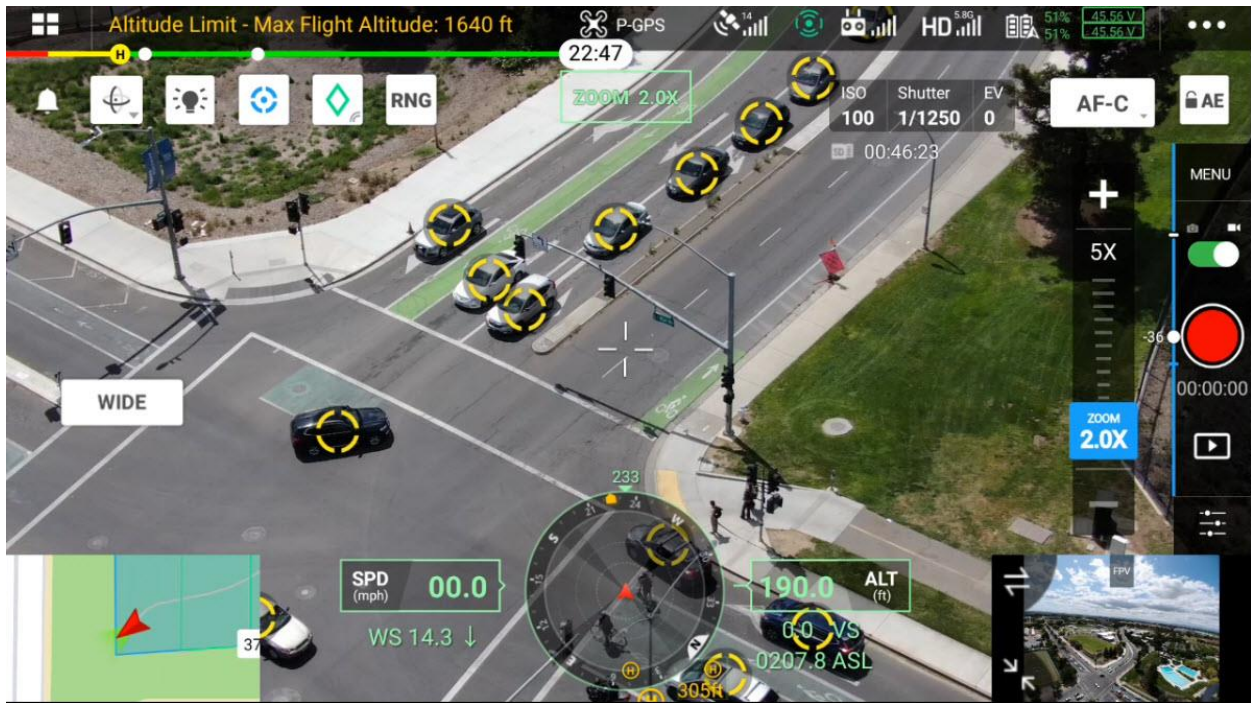 Altitude Limit - Max Flight Altitude: 1640 ft
P-GPS
14
HD 5.8G
51% 45.56 V
51% 45.56 V
H
22:47
RNG
ZOOM 2.0X
ISO Shutter EV
100 1/1250 0
AF-C
AE
00:46:23
MENU
5X
-36
00:00:00
WIDE
ZOOM
2.0X
233
21 24
S W
15
E N
H H
305ft
SPD
(mph)
00.0
WS 14.3 ↓
190.0
ALT
(ft)
0.0 VS
0207.8 ASL
37
FPV